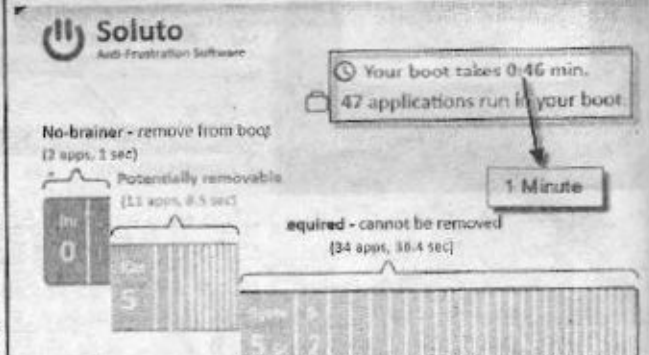 Soluto
Anti-Frustration Software
Your boot takes 0:46 min.
47 applications run in your boot.
No-brainer - remove from boot
(2 apps, 1 sec)
Potentially removable
(11 apps, 8.5 sec)
1 Minute
equired - cannot be removed
(34 apps, 36.4 sec)
0
5
5
2